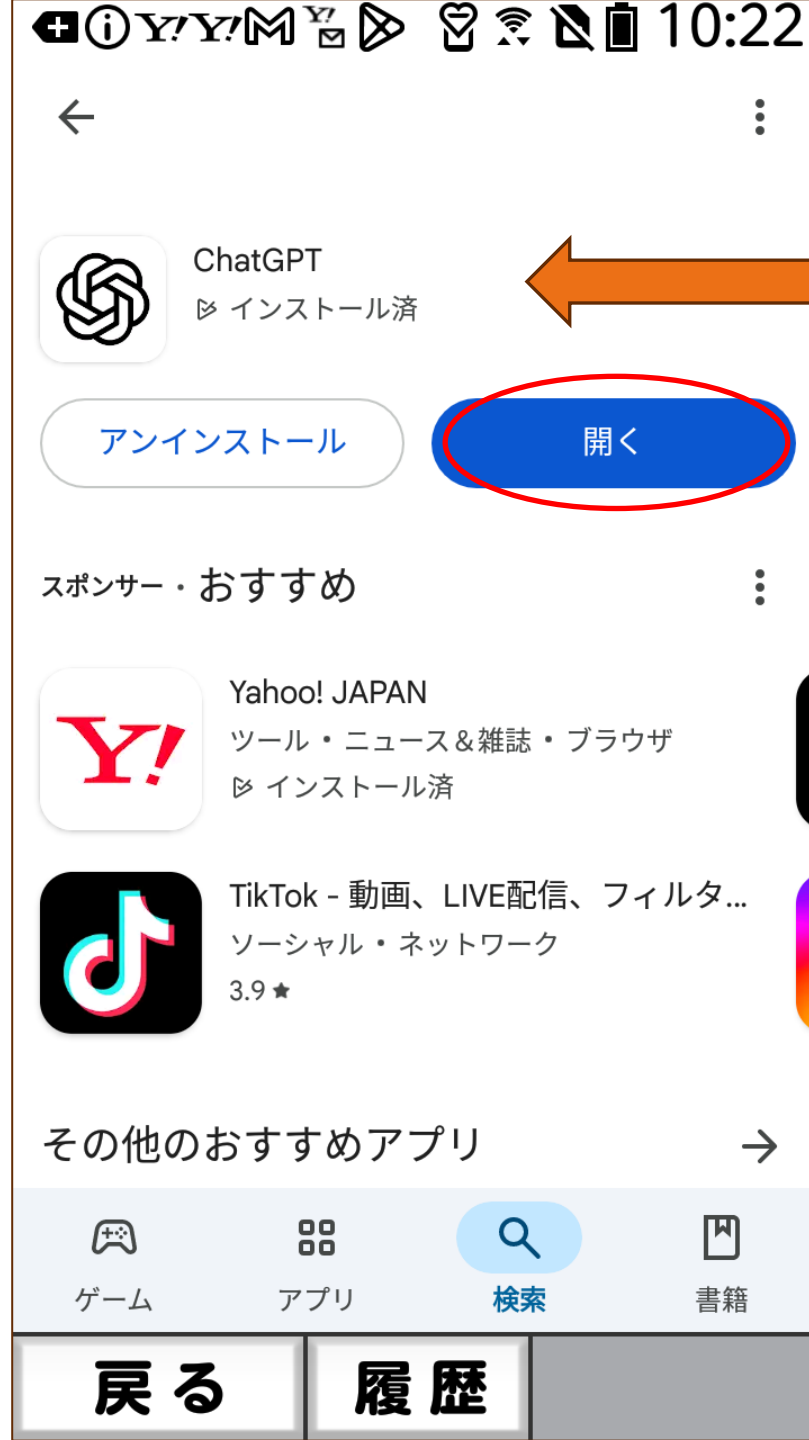 10:22
ChatGPT
インストール済
アンインストール
開く
スポンサー・おすすめ
Yahoo! JAPAN
ツール・ニュース＆雑誌・ブラウザ
インストール済
TikTok - 動画、LIVE配信、フィルタ...
ソーシャル・ネットワーク
3.9★
その他のおすすめアプリ
ゲーム
アプリ
検索
書籍
戻る
履歴